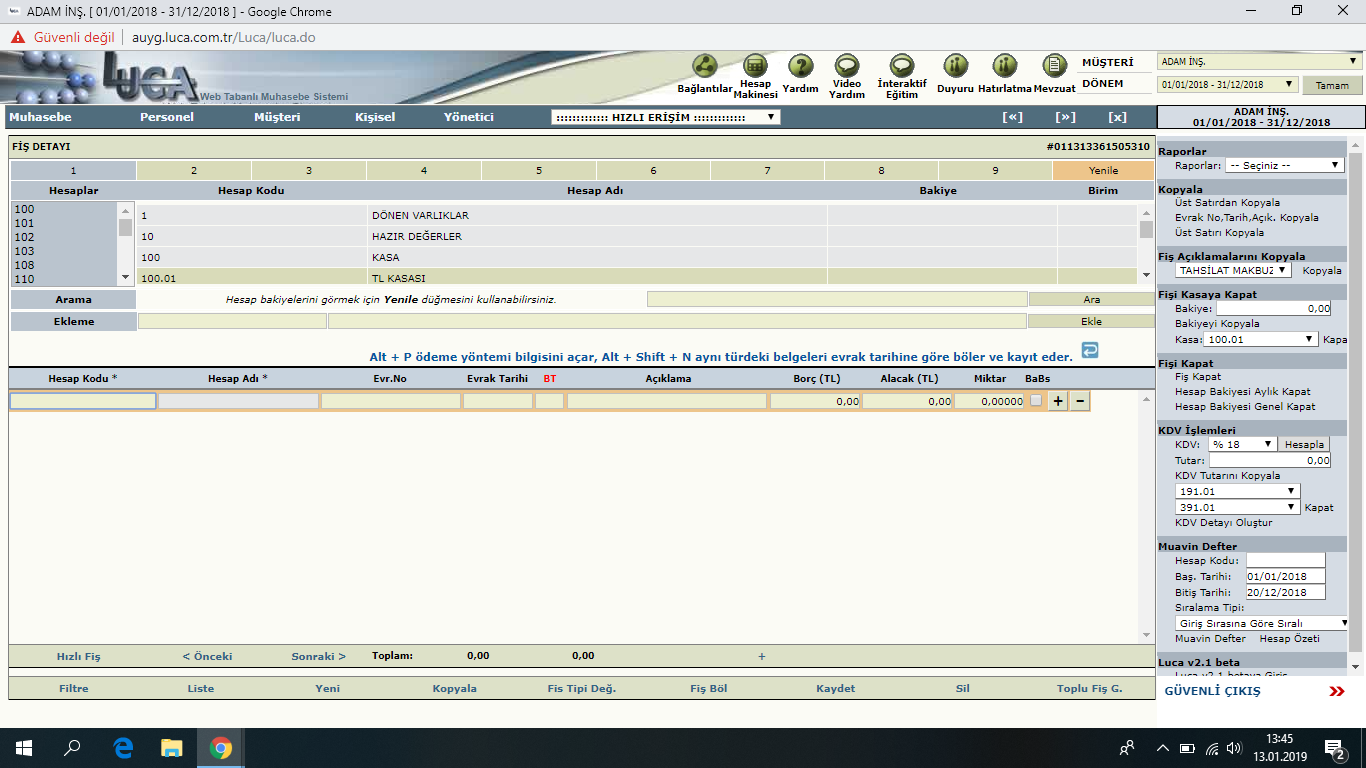 ADAM İNŞ. [ 01/01/2018 - 31/12/2018 ] - Google Chrome
Güvenli değil | auyg.luca.com.tr/Luca/luca.do
LUCA
Web Tabanlı Muhasebe Sistemi
Bağlantılar
Hesap Makinesi
Yardım
Video Yardım
İnteraktif Eğitim
Duyuru
Hatırlatma
Mevzuat
MÜŞTERİ
ADAM İNŞ.
DÖNEM
01/01/2018 - 31/12/2018
Tamam
Muhasebe Personel Müşteri Kişisel Yönetici
::::::::::::: HIZLI ERİŞİM :::::::::::::
[«] [»] [x]
ADAM İNŞ.
01/01/2018 - 31/12/2018
FİŞ DETAYI #011313361505310
1 2 3 4 5 6 7 8 9 Yenile
Hesaplar Hesap Kodu Hesap Adı Bakiye Birim
100
101
102
103
108
110
1 DÖNEN VARLIKLAR
10 HAZIR DEĞERLER
100 KASA
100.01 TL KASASI
Arama Hesap bakiyelerini görmek için Yenile düğmesini kullanabilirsiniz. Ara
Ekleme Ekle
Alt + P ödeme yöntemi bilgisini açar, Alt + Shift + N aynı türdeki belgeleri evrak tarihine göre böler ve kayıt eder.
Hesap Kodu * Hesap Adı * Evr.No Evrak Tarihi BT Açıklama Borç (TL) Alacak (TL) Miktar BaBs
0,00 0,00 0,00000 + −
Hızlı Fiş < Önceki Sonraki > Toplam: 0,00 0,00 +
Filtre Liste Yeni Kopyala Fis Tipi Değ. Fiş Böl Kaydet Sil Toplu Fiş G.
Raporlar
Raporlar: -- Seçiniz --
Kopyala
Üst Satırdan Kopyala
Evrak No,Tarih,Açık. Kopyala
Üst Satırı Kopyala
Fiş Açıklamalarını Kopyala
TAHSİLAT MAKBUZ Kopyala
Fişi Kasaya Kapat
Bakiye: 0,00
Bakiyeyi Kopyala
Kasa: 100.01 Kapa
Fişi Kapat
Fiş Kapat
Hesap Bakiyesi Aylık Kapat
Hesap Bakiyesi Genel Kapat
KDV İşlemleri
KDV: % 18 Hesapla
Tutar: 0,00
KDV Tutarını Kopyala
191.01
391.01 Kapat
KDV Detayı Oluştur
Muavin Defter
Hesap Kodu:
Baş. Tarihi: 01/01/2018
Bitiş Tarihi: 20/12/2018
Sıralama Tipi:
Giriş Sırasına Göre Sıralı
Muavin Defter Hesap Özeti
Luca v2.1 beta
Luca v2.1 betaya Giriş
GÜVENLİ ÇIKIŞ
13:45
13.01.2019
2